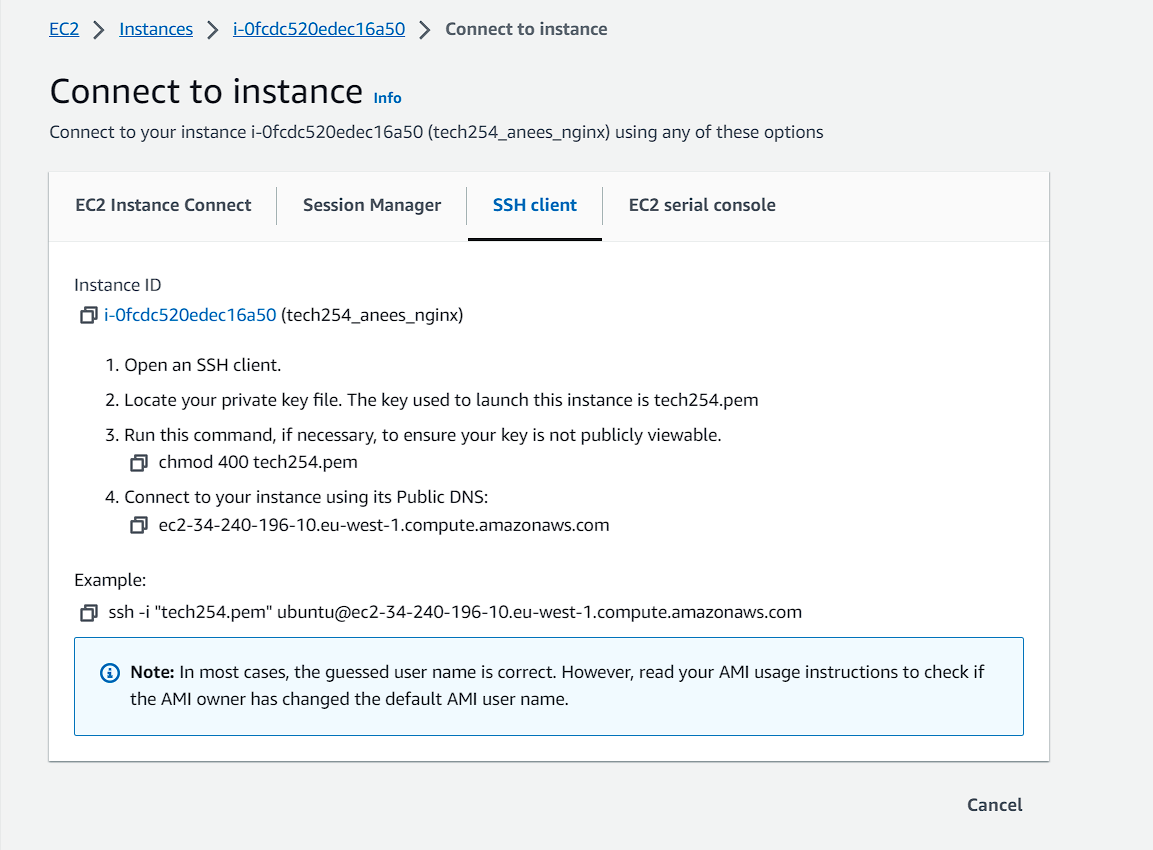 EC2 Instances i-0fcdc520edec16a50 Connect to instance
Connect to instance Info
Connect to your instance i-0fcdc520edec16a50 (tech254_anees_nginx) using any of these options
EC2 Instance Connect Session Manager SSH client EC2 serial console
Instance ID
i-0fcdc520edec16a50 (tech254_anees_nginx)
1. Open an SSH client.
2. Locate your private key file. The key used to launch this instance is tech254.pem
3. Run this command, if necessary, to ensure your key is not publicly viewable.
chmod 400 tech254.pem
4. Connect to your instance using its Public DNS:
ec2-34-240-196-10.eu-west-1.compute.amazonaws.com
Example:
ssh -i "tech254.pem" ubuntu@ec2-34-240-196-10.eu-west-1.compute.amazonaws.com
Note: In most cases, the guessed user name is correct. However, read your AMI usage instructions to check if
the AMI owner has changed the default AMI user name.
Cancel